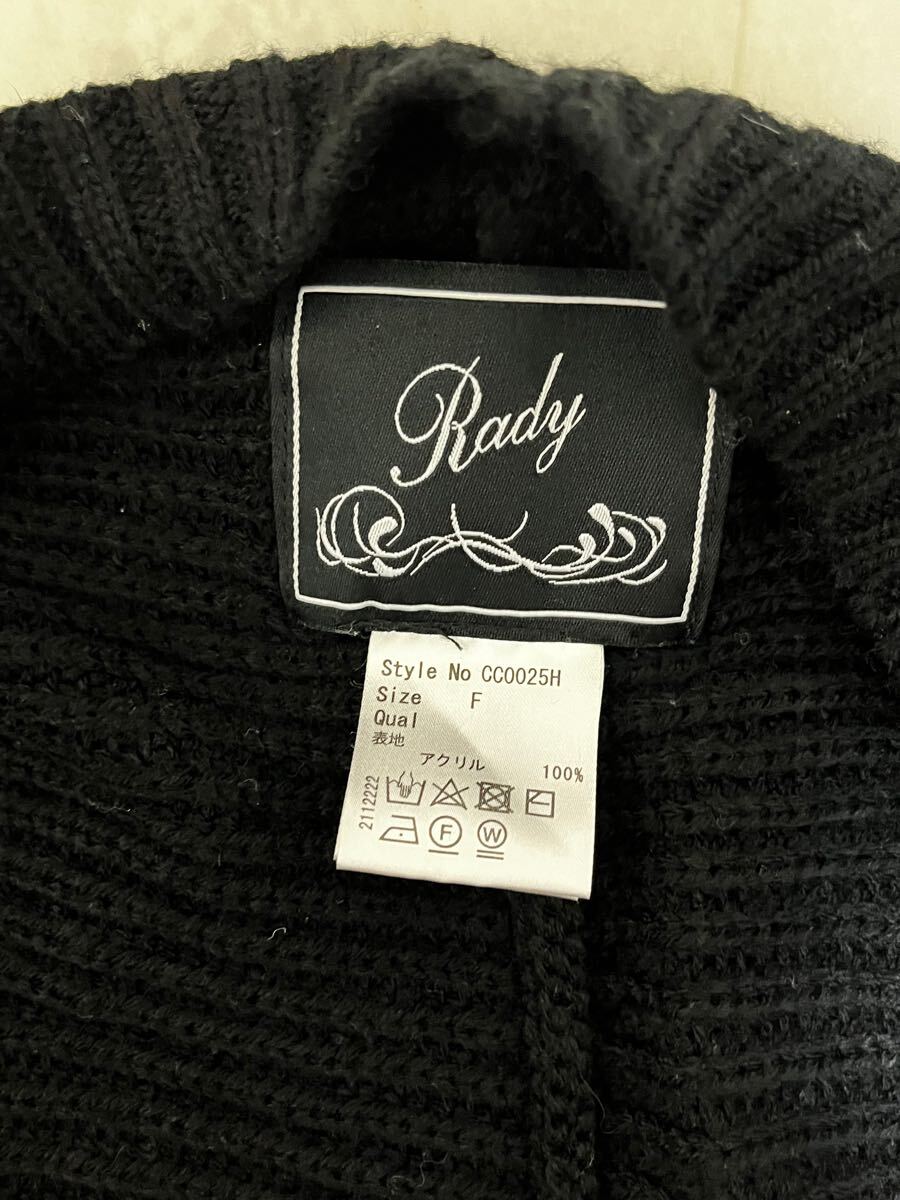 Rady
Style No CC0025H
Size F
Qual
表地
アクリル 100%
2112222
F W